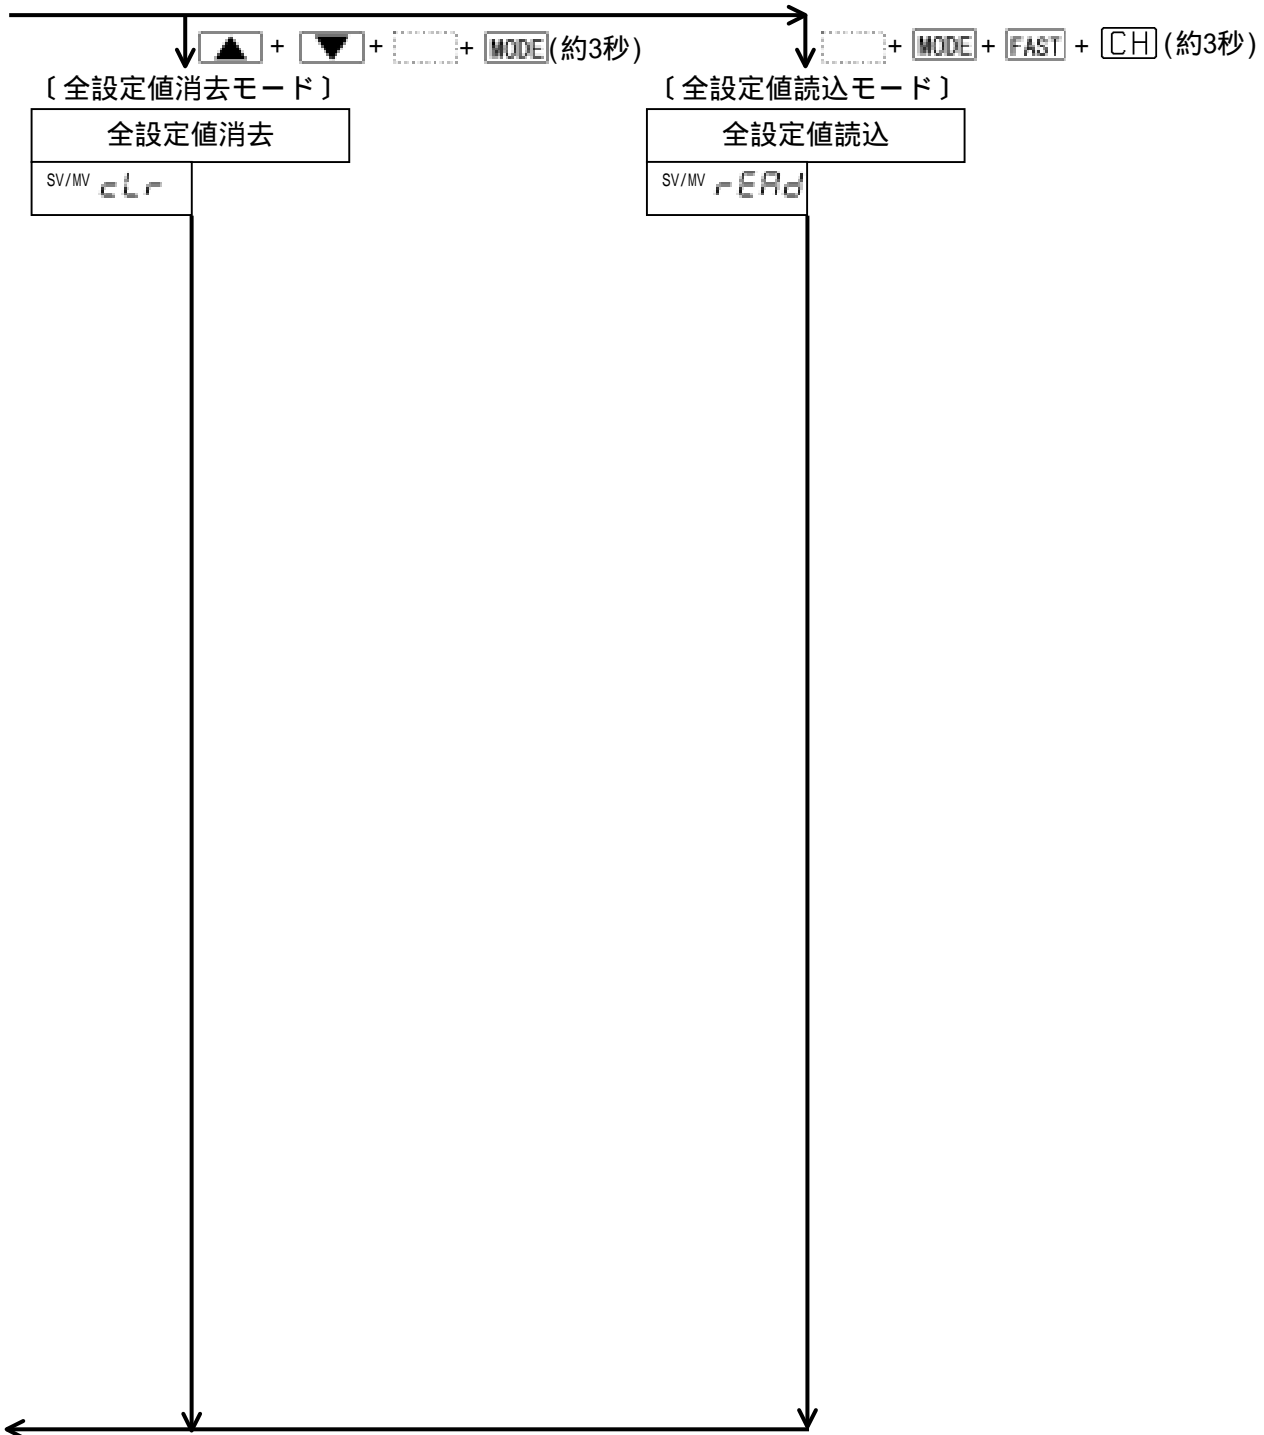 ▲ + ▼ + + MODE (約3秒)
+ MODE + FAST + CH (約3秒)
〔全設定値消去モード〕
〔全設定値読込モード〕
全設定値消去
全設定値読込
SV/MV cLr
SV/MV rEAd